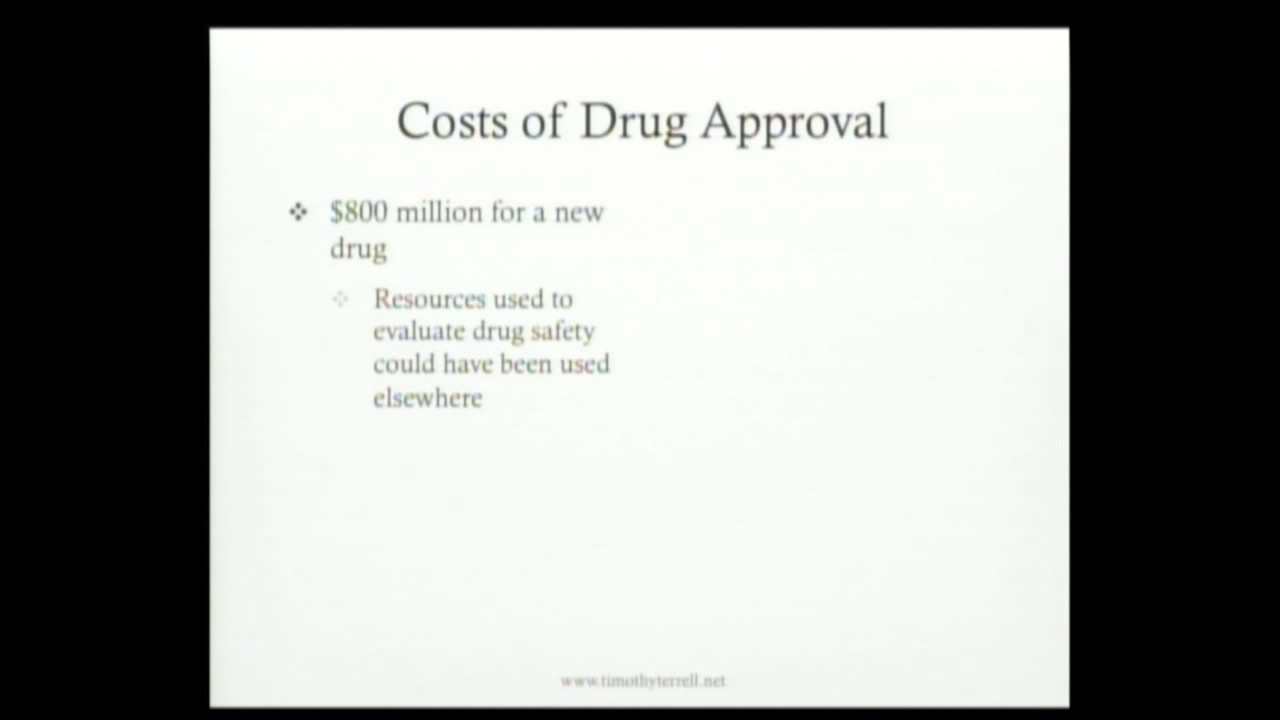 Costs of Drug Approval
$800 million for a new
drug
Resources used to
evaluate drug safety
could have been used
elsewhere
www.timothyterrell.net